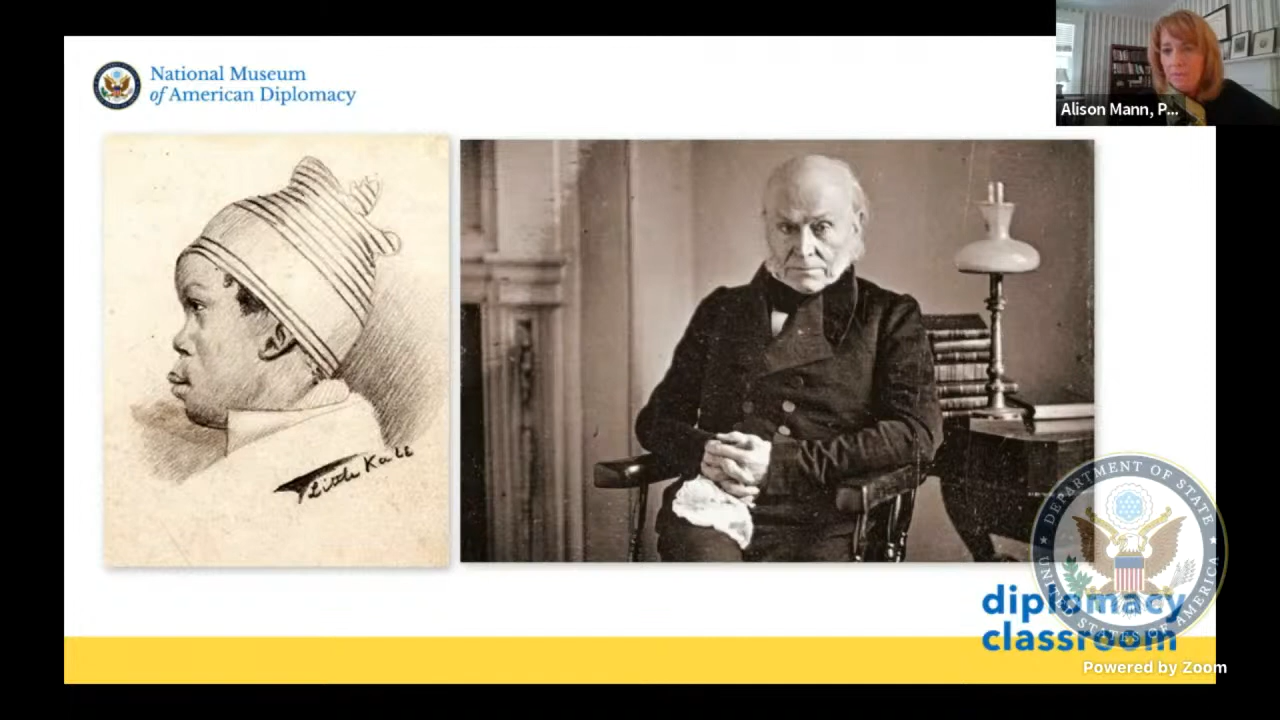 National Museum
of American Diplomacy
Alison Mann, P...
Little Kalt
DEPARTMENT OF STATE
UNITED STATES OF AMERICA
diplomacy
classroom
Powered by Zoom